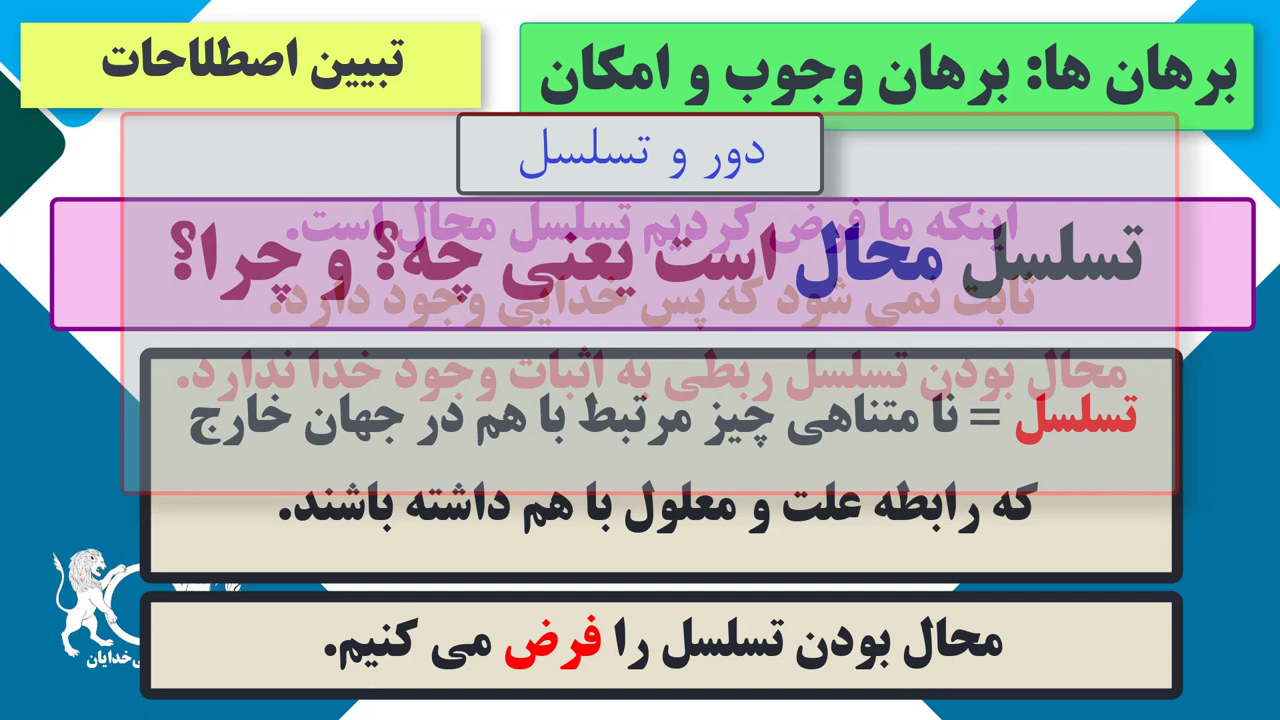 برهان ها: برهان وجوب و امکان
تبیین اصطلاحات
دور و تسلسل
اینکه ما فرض کردیم تسلسل محال است.
تسلسل محال است یعنی چه؟ و چرا؟
ثابت نمی شود که پس خدایی وجود دارد.
محال بودن تسلسل ربطی به اثبات وجود خدا ندارد.
تسلسل = نا متناهی چیز مرتبط با هم در جهان خارج
که رابطه علت و معلول با هم داشته باشند.
محال بودن تسلسل را فرض می کنیم.
خدایان